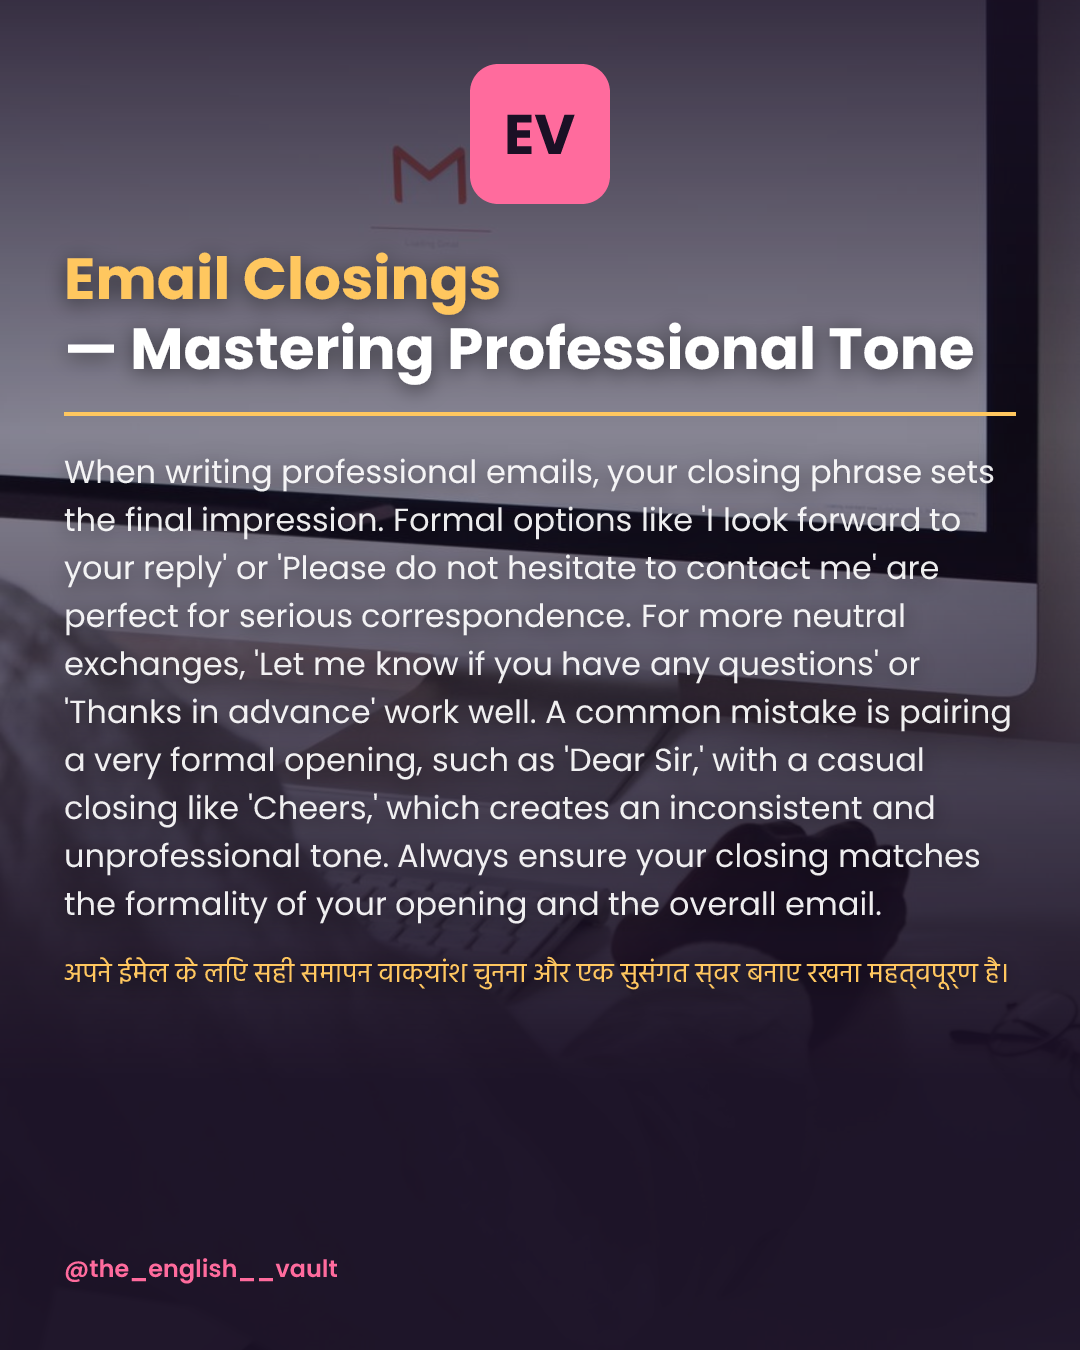 EV
Email Closings
— Mastering Professional Tone
When writing professional emails, your closing phrase sets
the final impression. Formal options like 'I look forward to
your reply' or 'Please do not hesitate to contact me' are
perfect for serious correspondence. For more neutral
exchanges, 'Let me know if you have any questions' or
'Thanks in advance' work well. A common mistake is pairing
a very formal opening, such as 'Dear Sir,' with a casual
closing like 'Cheers,' which creates an inconsistent and
unprofessional tone. Always ensure your closing matches
the formality of your opening and the overall email.
अपने ईमेल के लिए सही समापन वाक्यांश चुनना और एक सुसंगत स्वर बनाए रखना महत्वपूर्ण है।
@the_english__vault